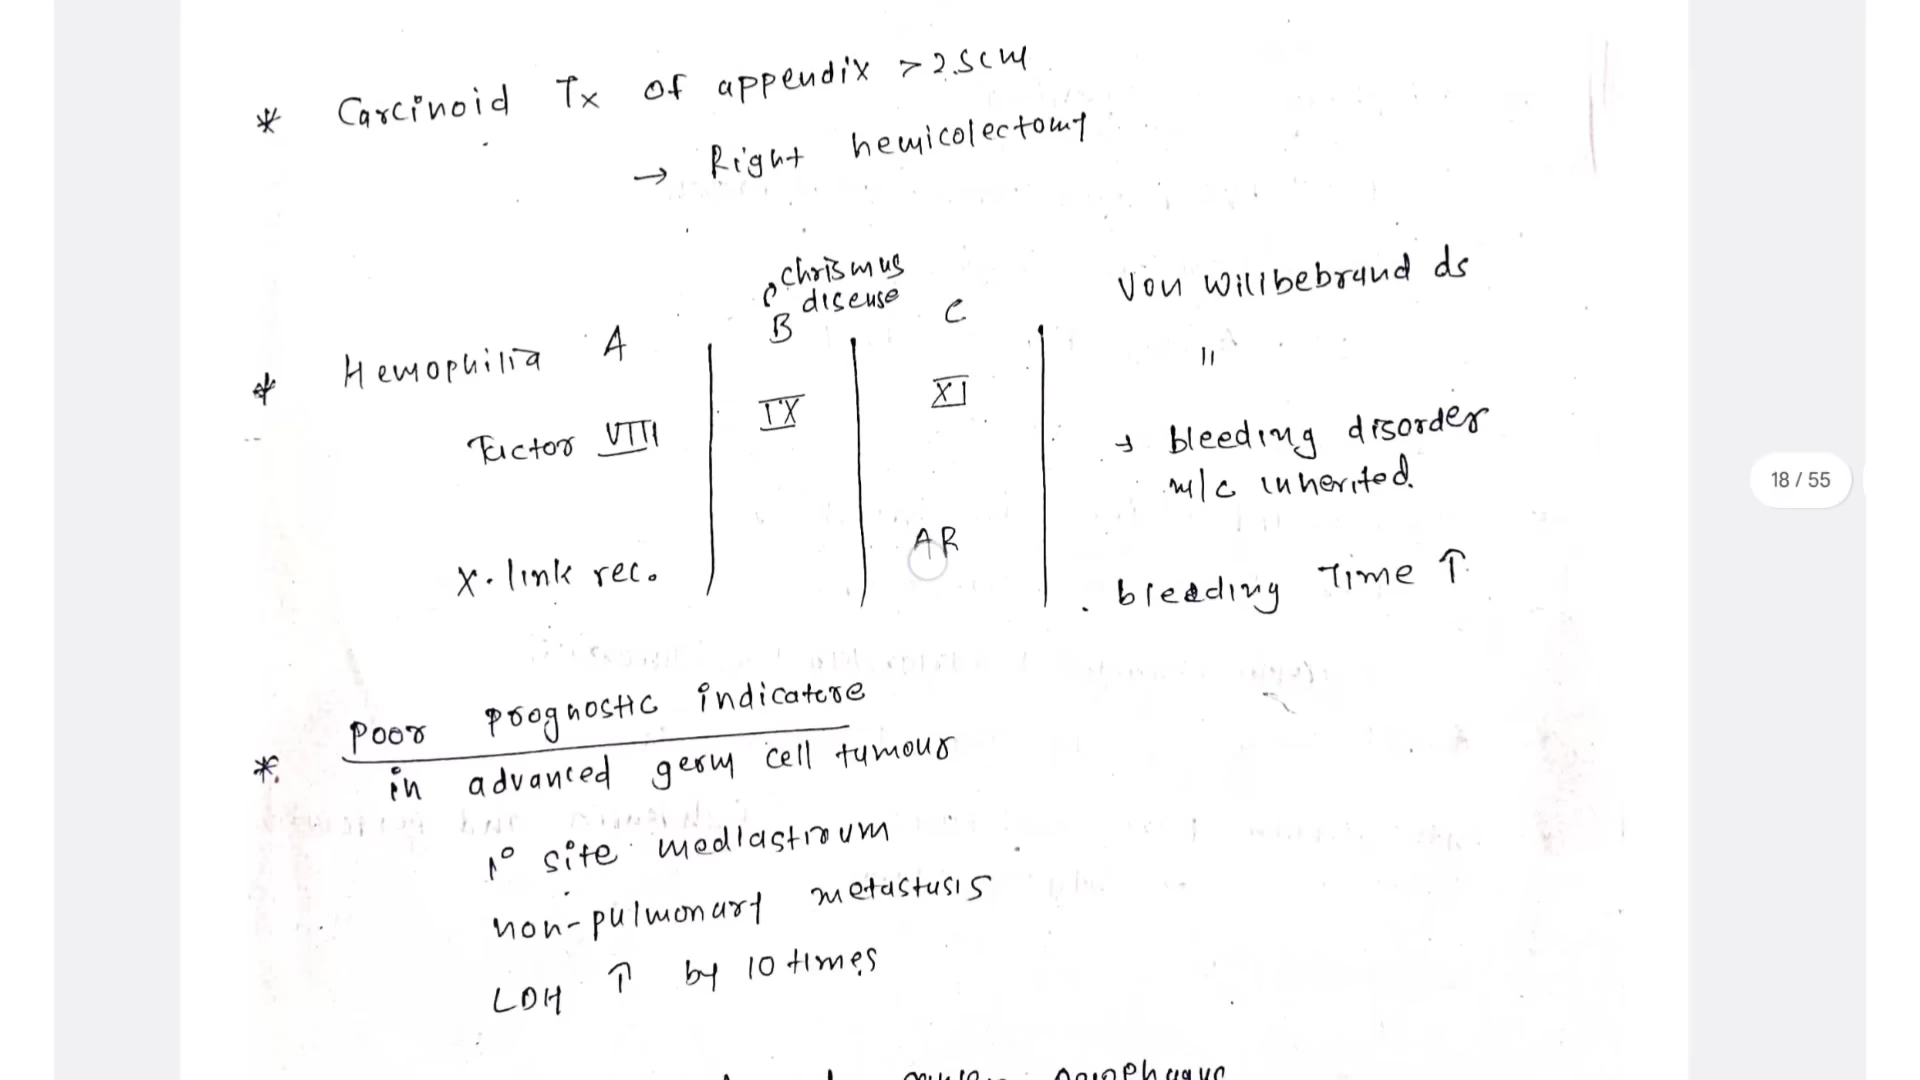 * Carcinoid Tx of appendix > 2.5cm
→ Right hemicolectomy
* Hemophilia A
Factor VIII
X-link rec.
Chrismus
disease
B
IX
C
XI
AR
Von Willbebrand ds
"
→ bleeding disorder
m/c inherited.
. bleeding Time ↑
* Poor prognostic indicatore
in advanced germ cell tumour
1° site mediastinum
non-pulmonary metastasis
LDH ↑ by 10 times
18 / 55